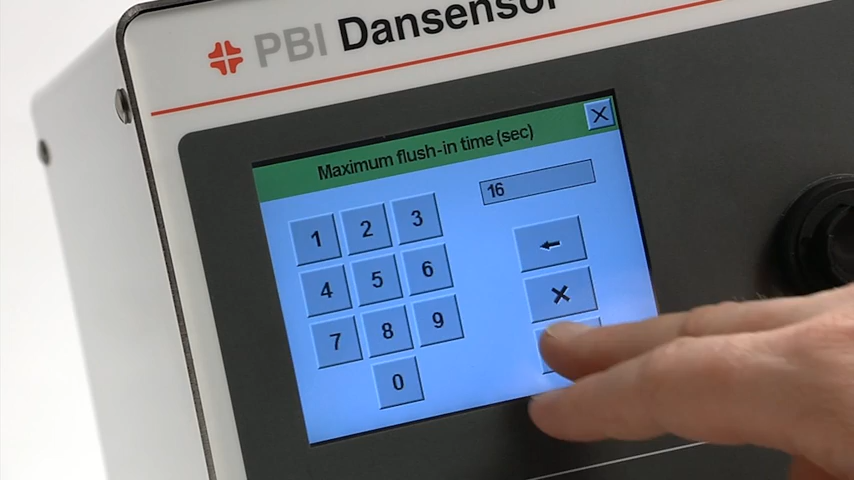 PBI Dansensor
Maximum flush-in time (sec)
X
16
1 2 3
4 5 6
7 8 9
0